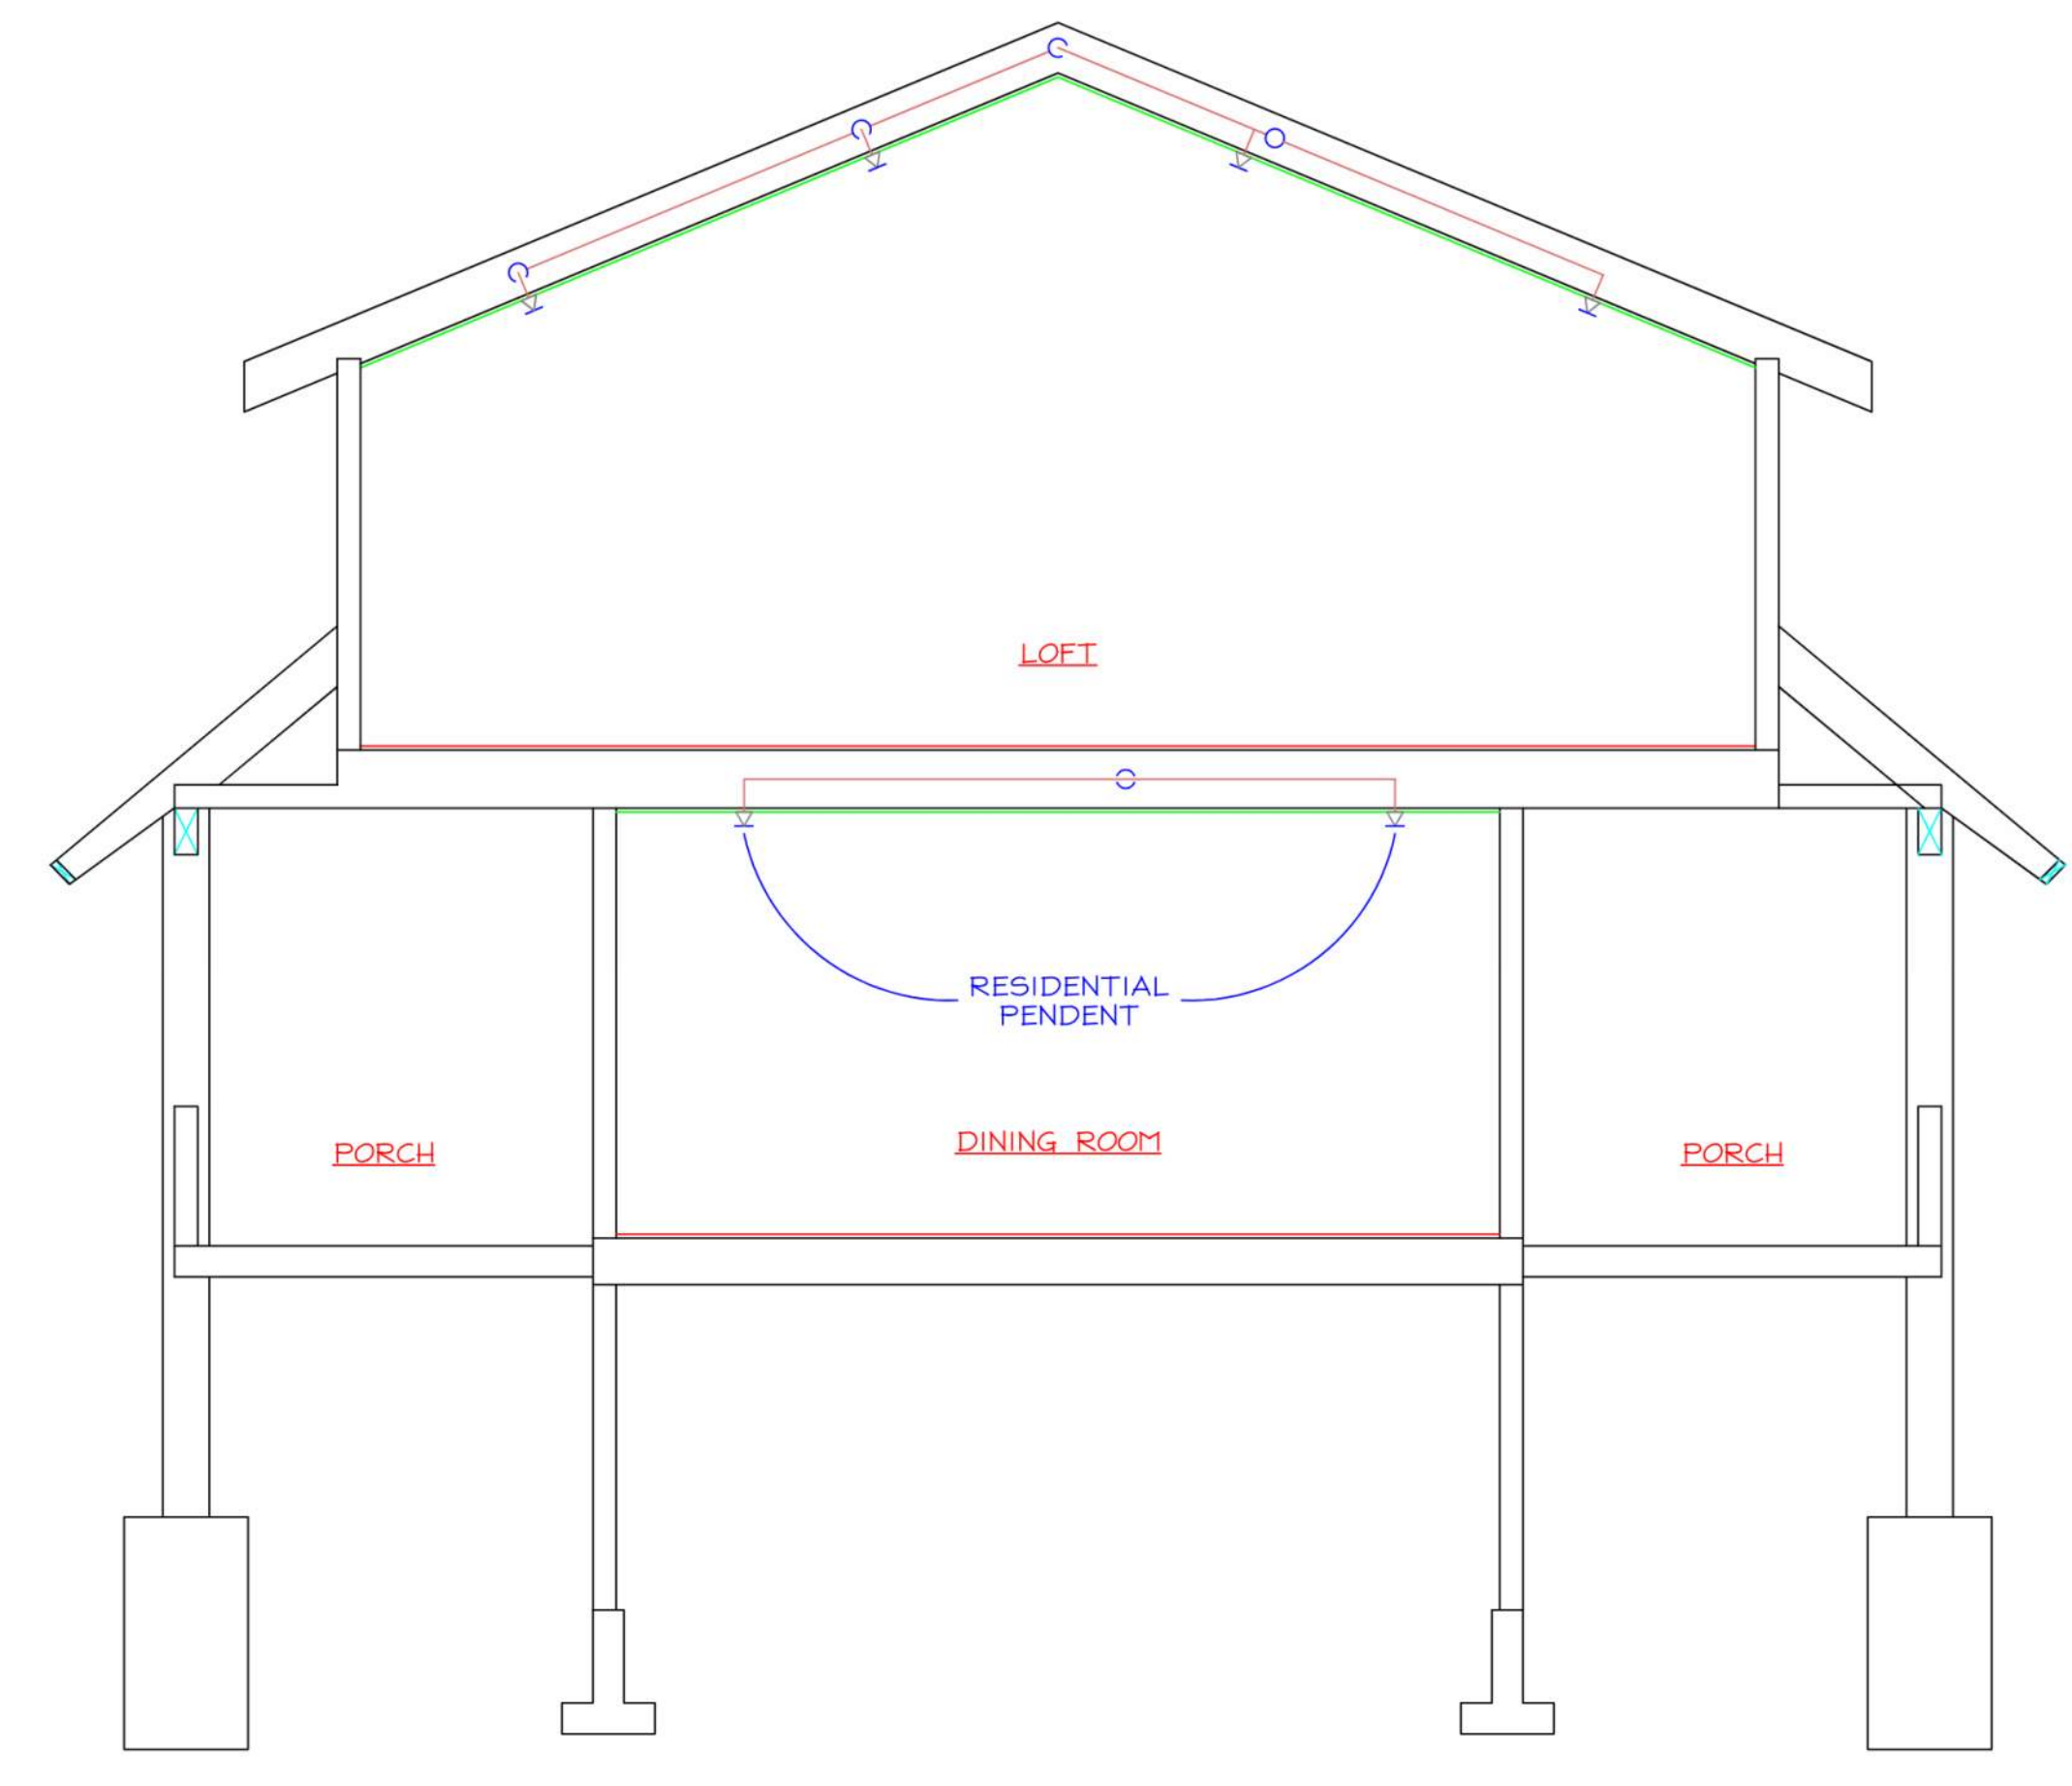 LOFT
RESIDENTIAL
PENDENT
DINING ROOM
PORCH
PORCH